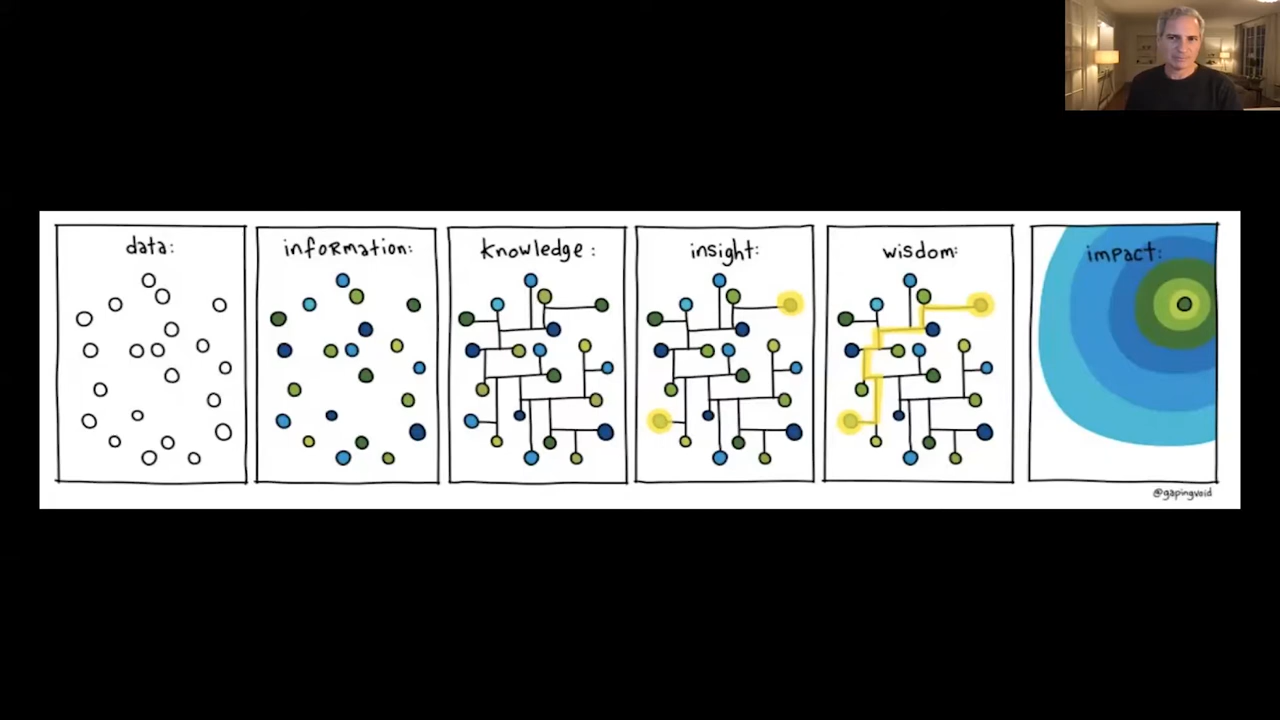 data:
information:
knowledge:
insight:
wisdom:
impact:
@gapingvoid